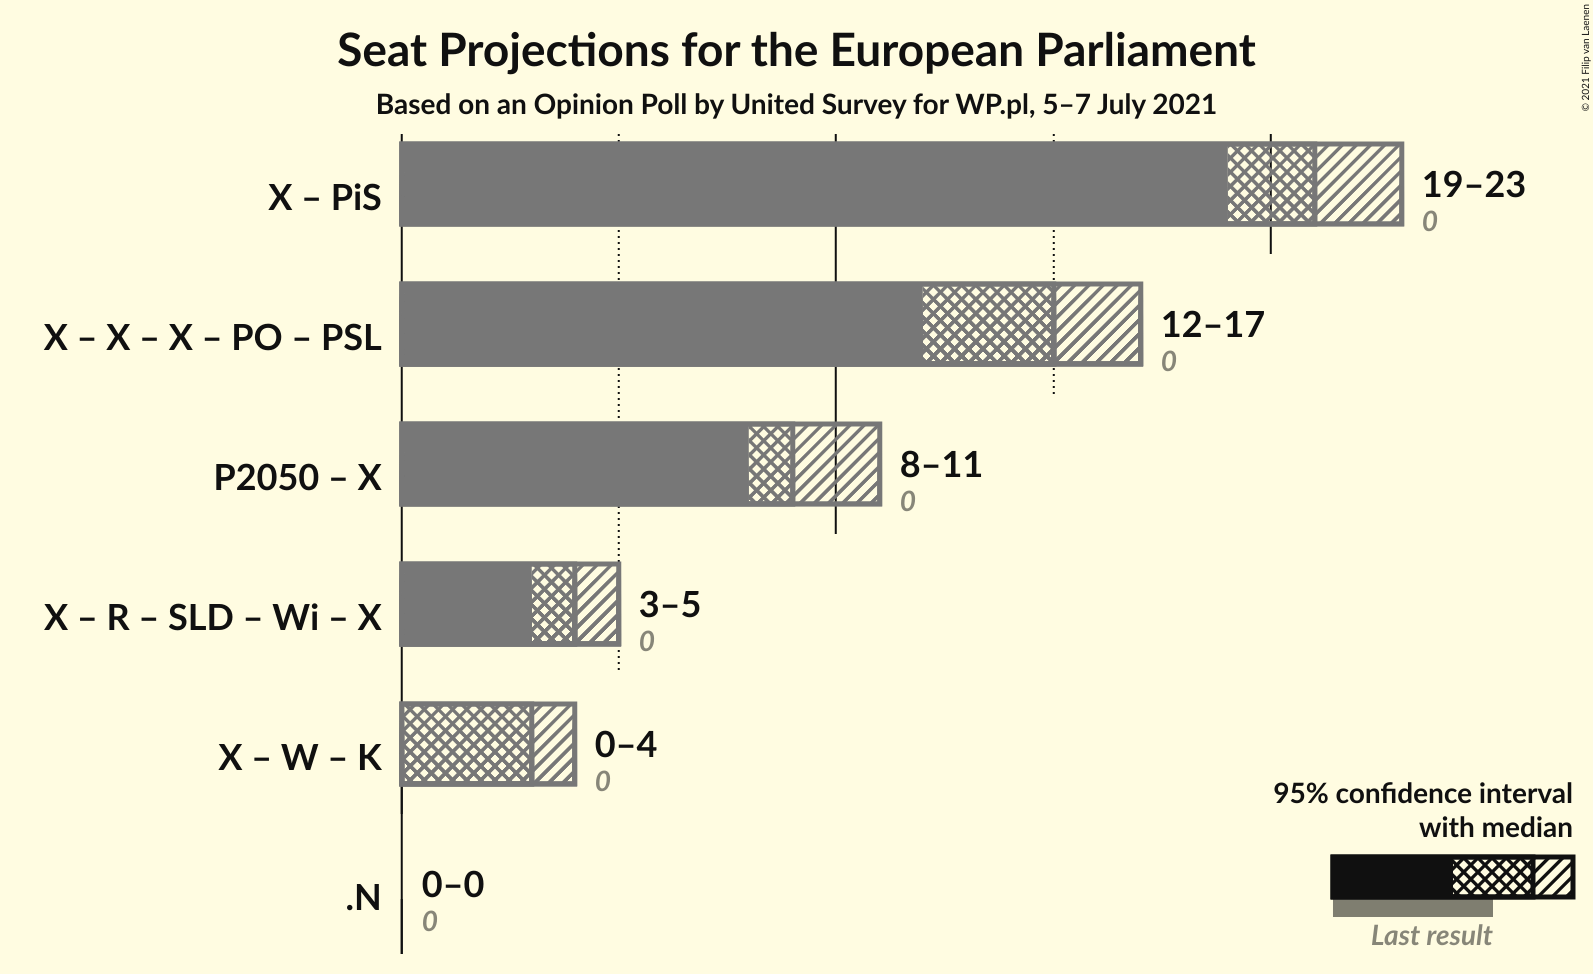 Seat Projections for the European Parliament
Based on an Opinion Poll by United Survey for WP.pl, 5–7 July 2021
© 2021 Filip van Laenen
X – PiS
19–23
0
X – X – X – PO – PSL
12–17
0
P2050 – X
8–11
0
X – R – SLD – Wi – X
3–5
0
X – W – K
0–4
0
.N
0–0
0
95% confidence interval
with median
Last result